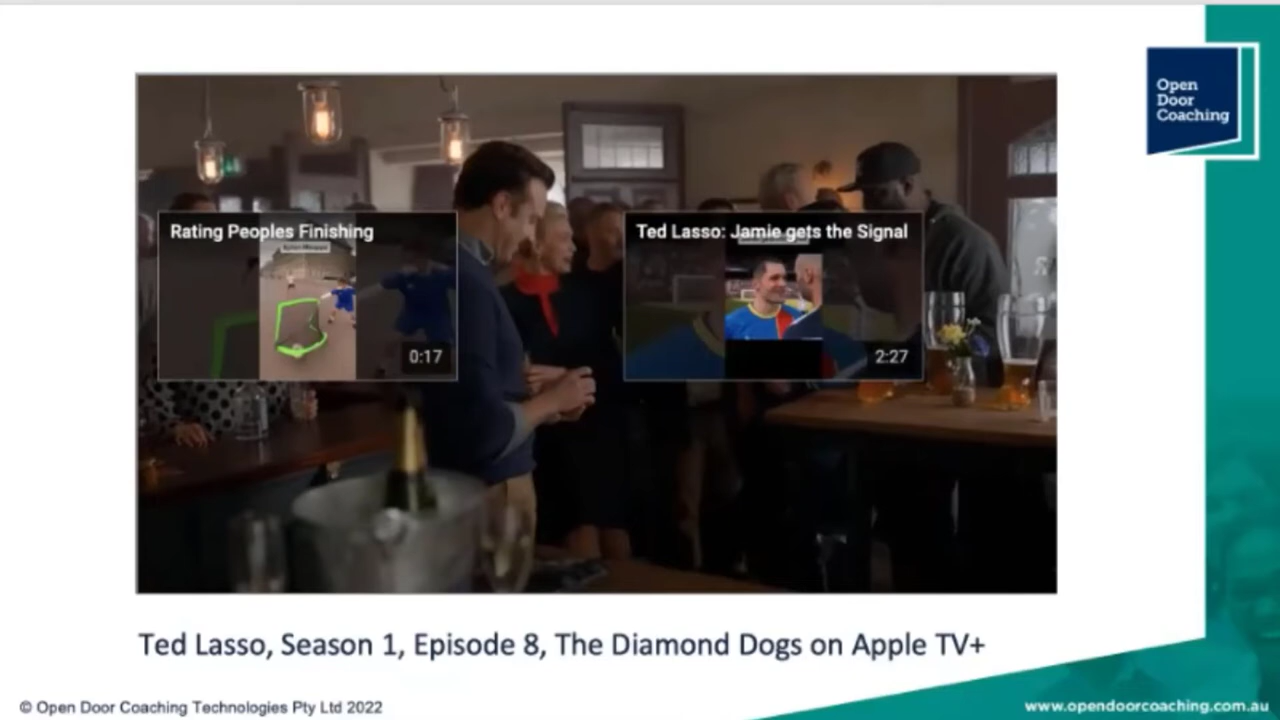 Open
Door
Coaching
Rating Peoples Finishing
Ted Lasso: Jamie gets the Signal
0:17
2:27
Ted Lasso, Season 1, Episode 8, The Diamond Dogs on Apple TV+
© Open Door Coaching Technologies Pty Ltd 2022
www.opendoorcoaching.com.au